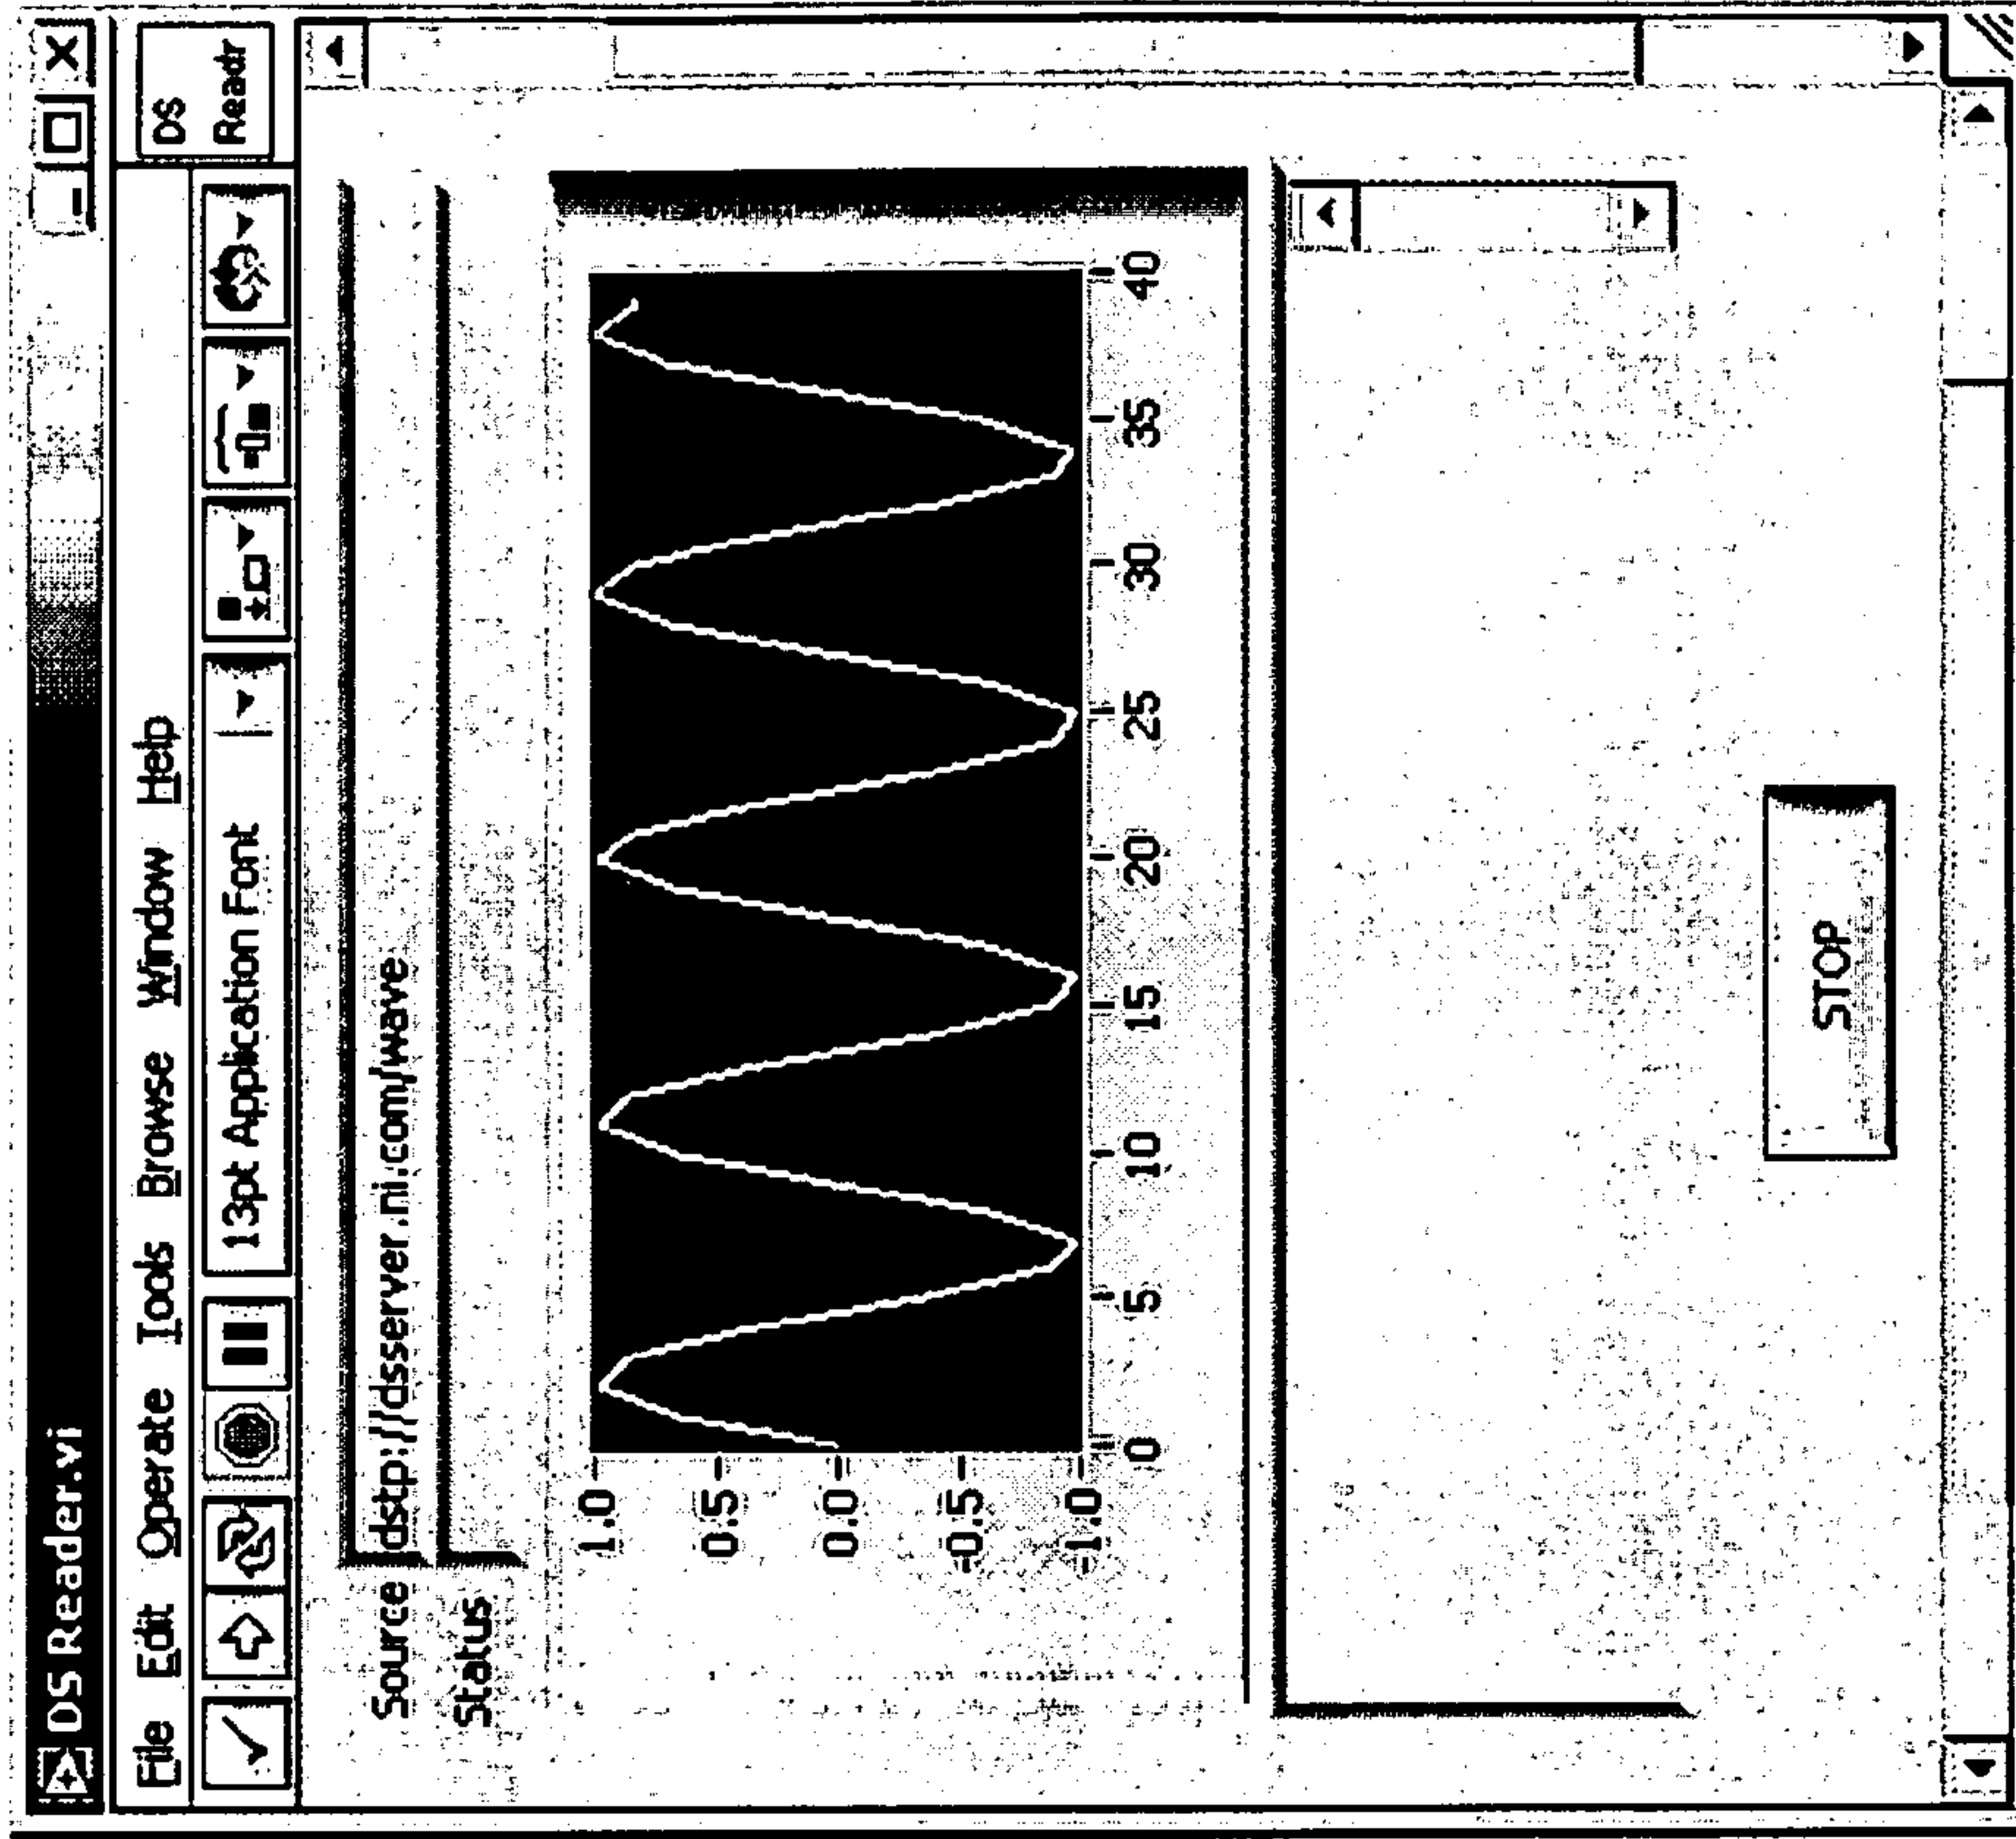 DS Reader.vi
File Edit Operate Tools Browse Window Help
13pt Application Font
DS
Readr
Source dstp://dsserver.ni.com/wave
Status
1.0
0.5
0.0
-0.5
-1.0
0 5 10 15 20 25 30 35 40
STOP